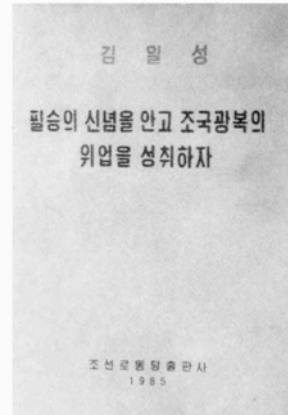 김 일 성
필승의 신념을 안고 조국광복의
위업을 성취하자
조선로동당출판사
1985